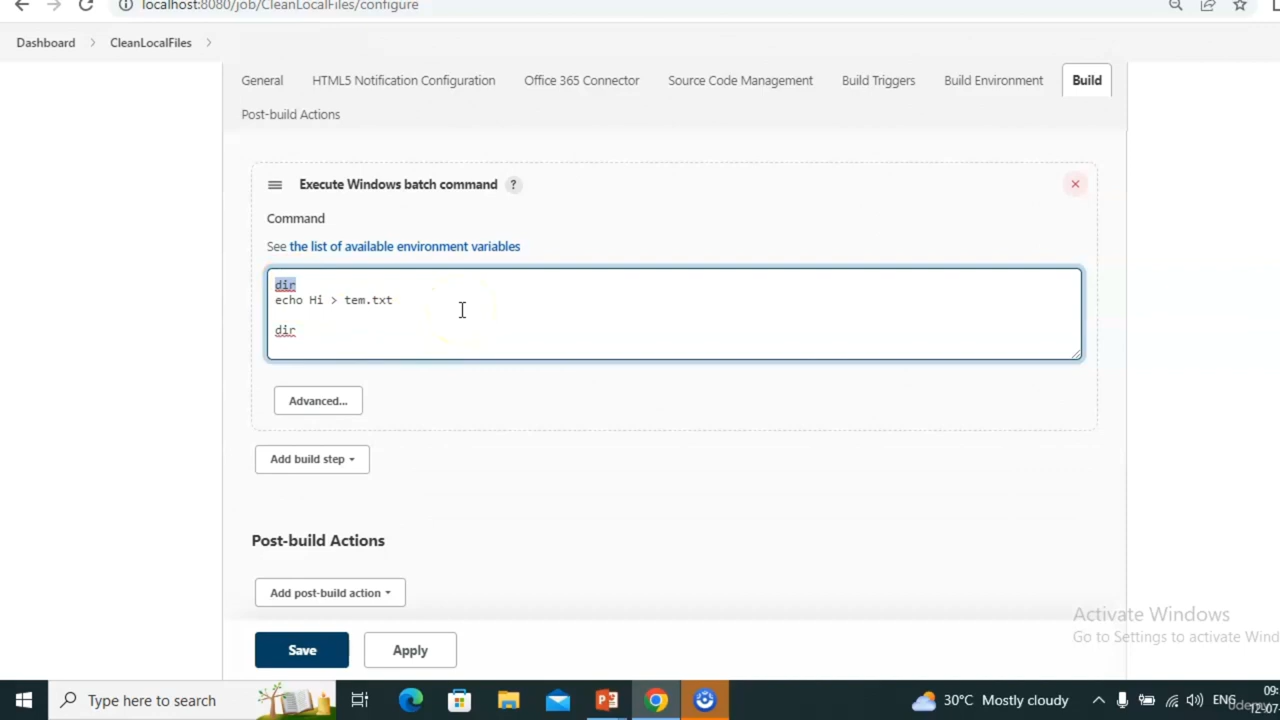 localhost:8080/job/CleanLocalFiles/configure
Dashboard CleanLocalFiles
General HTML5 Notification Configuration Office 365 Connector Source Code Management Build Triggers Build Environment Build
Post-build Actions
Execute Windows batch command ?
Command
See the list of available environment variables
dir
echo Hi > tem.txt
dir
Advanced...
Add build step
Post-build Actions
Add post-build action
Save Apply
Activate Windows
Go to Settings to activate Wind
Type here to search
30°C Mostly cloudy
ENG
09:
12-07-